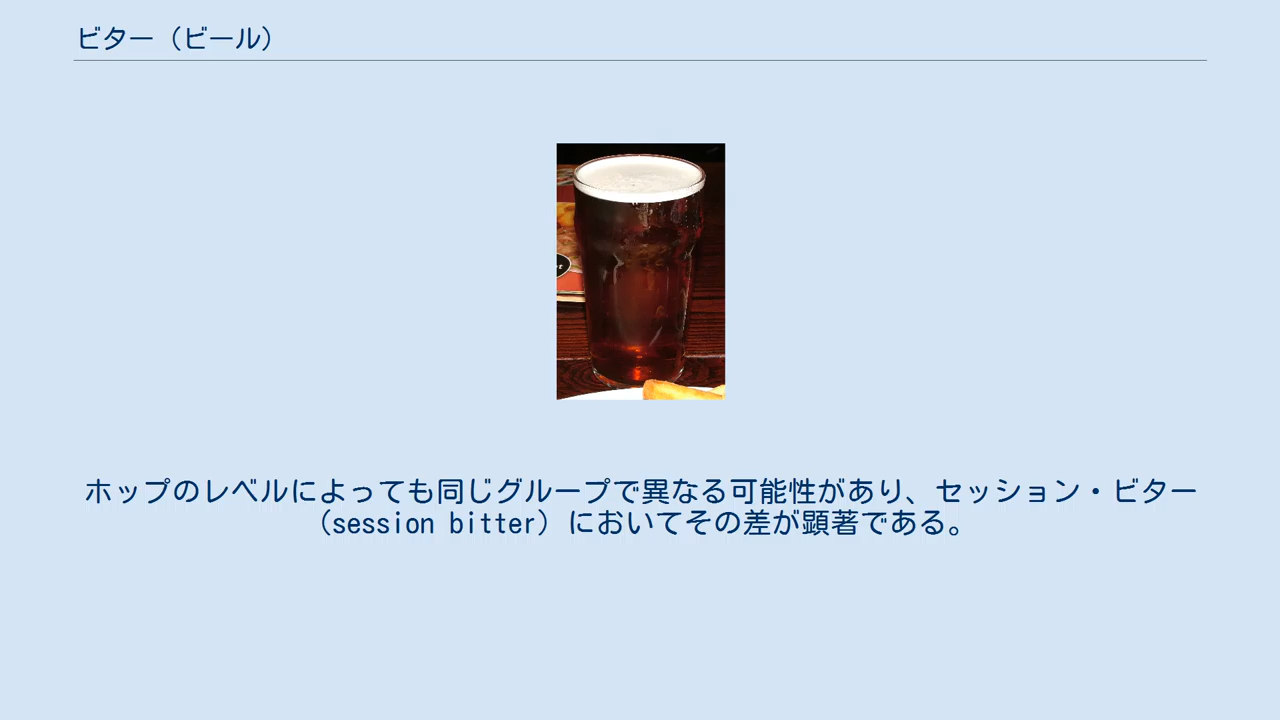 ビター（ビール）
ホップのレベルによっても同じグループで異なる可能性があり、セッション・ビター
（session bitter）においてその差が顕著である。